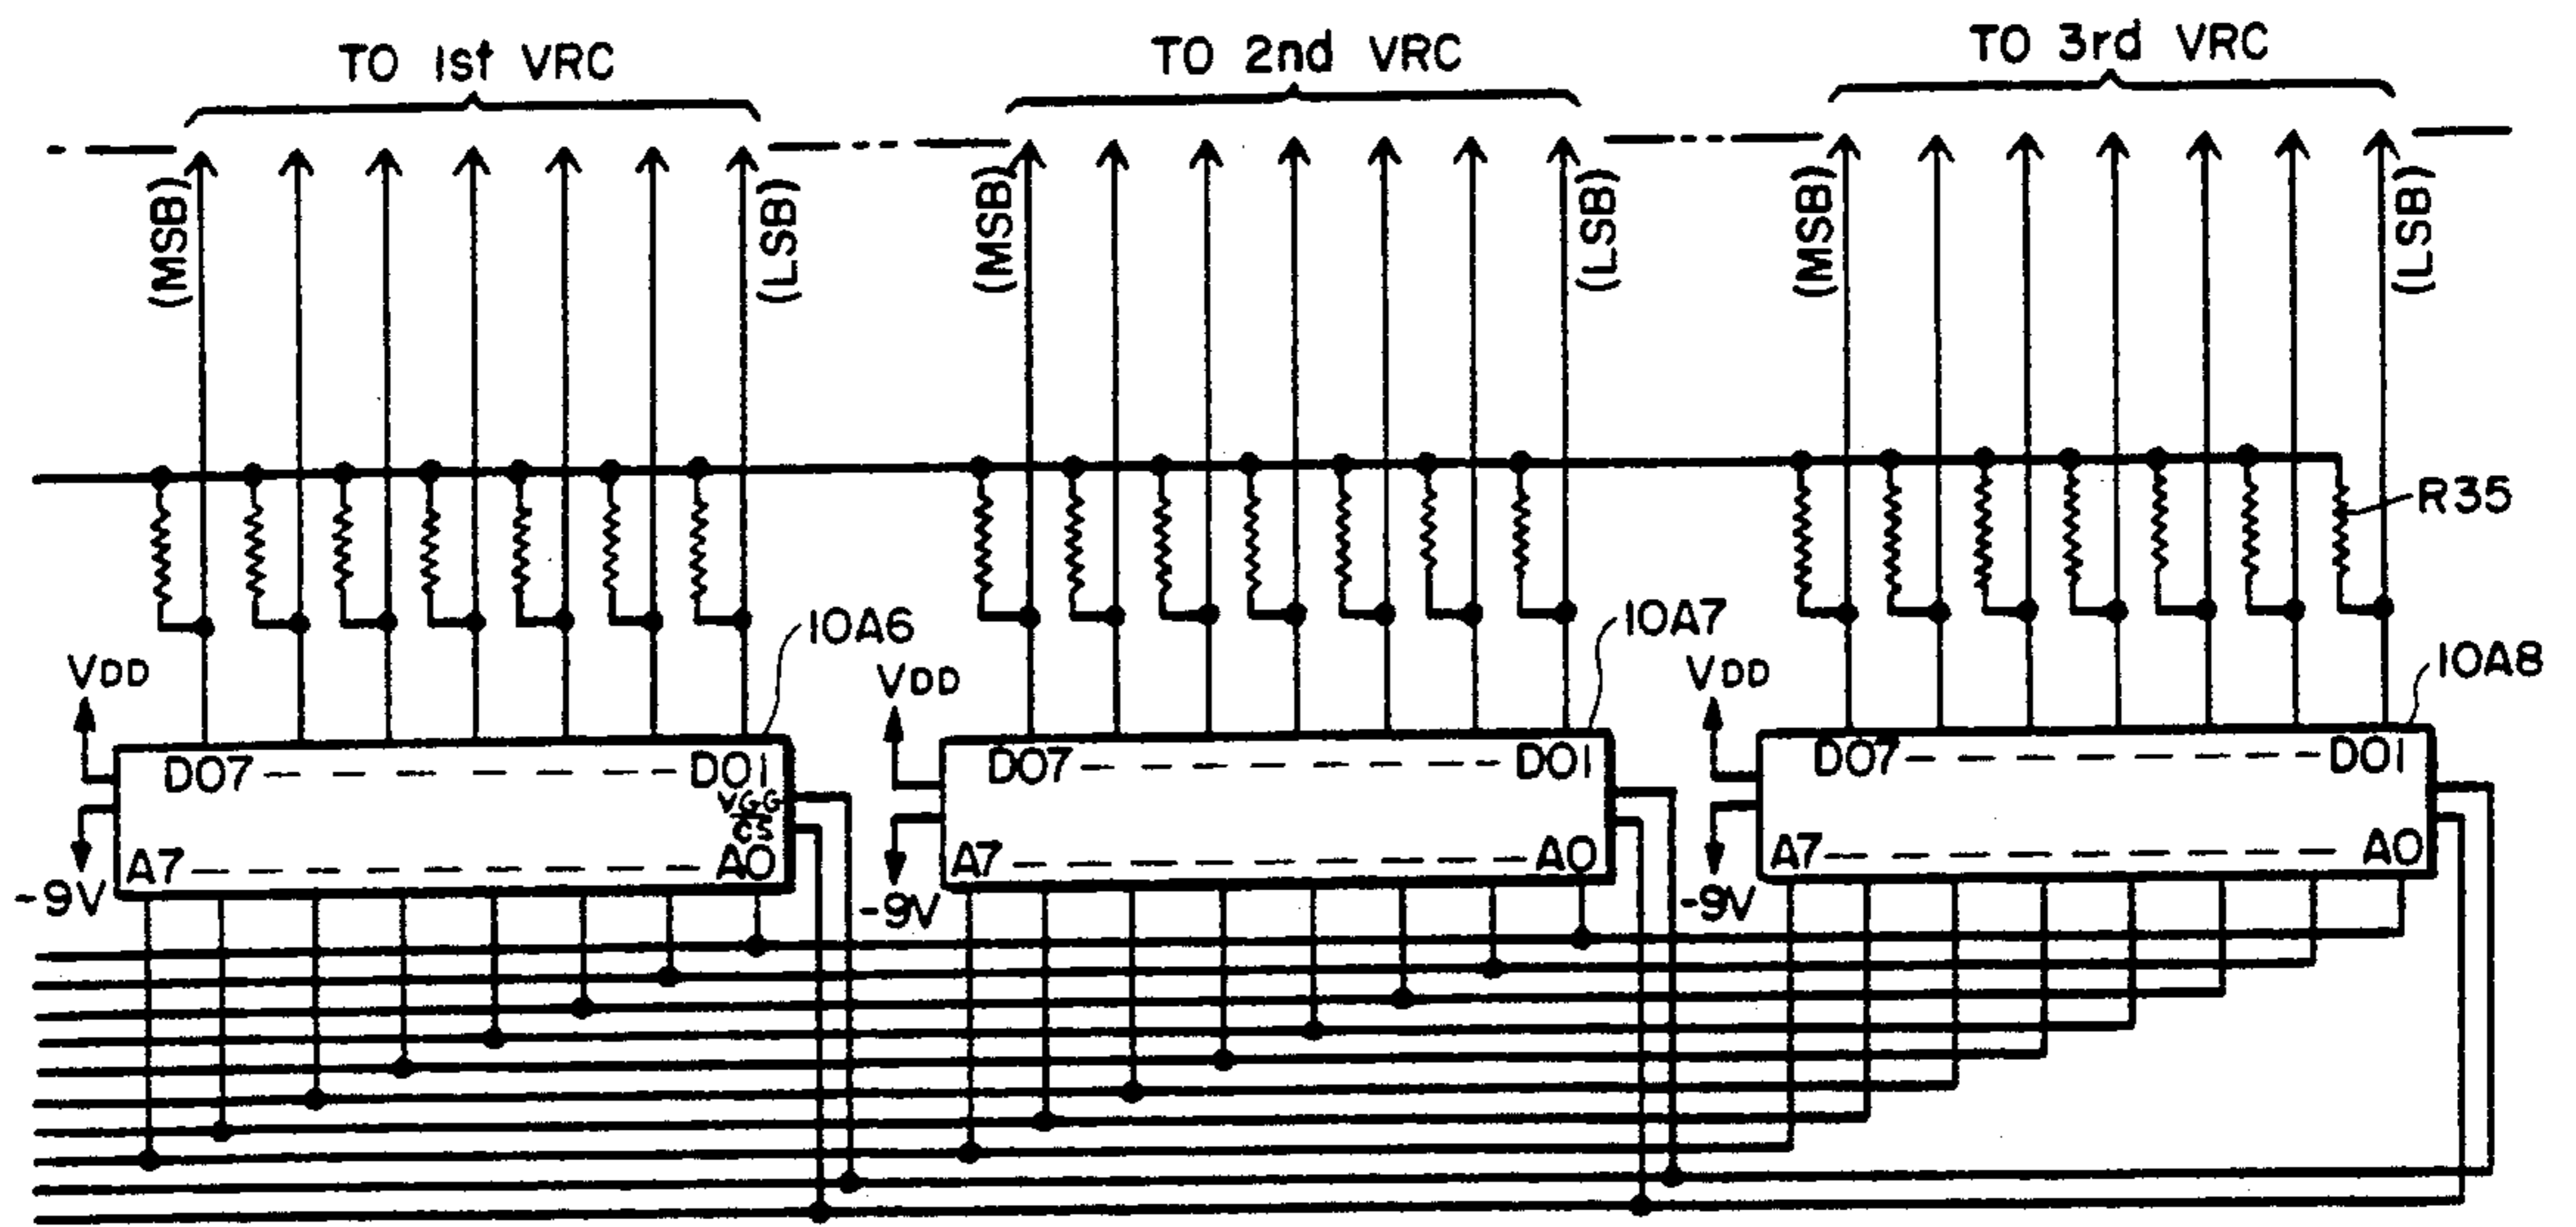 TO 1st VRC
TO 2nd VRC
TO 3rd VRC
(MSB)
(LSB)
(MSB)
(LSB)
(MSB)
(LSB)
R35
10A6
10A7
10A8
VDD
VDD
VDD
DO7 DO1
VGG
CS
A7 A0
-9V
DO7 DO1
A7 A0
-9V
DO7 DO1
A7 A0
-9V